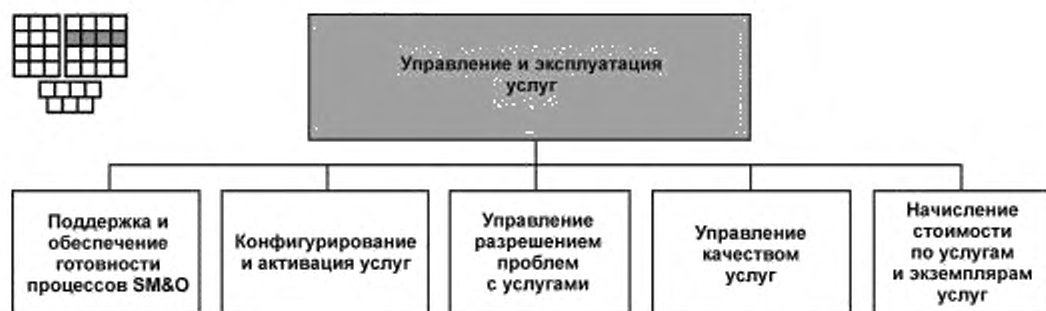 Управление и эксплуатация
услуг
Поддержка и
обеспечение
готовности
процессов SM&O
Конфигурирование
и активация услуг
Управление
разрешением
проблем
с услугами
Управление
качеством
услуг
Начисление
стоимости
по услугам
и экземплярам
услуг